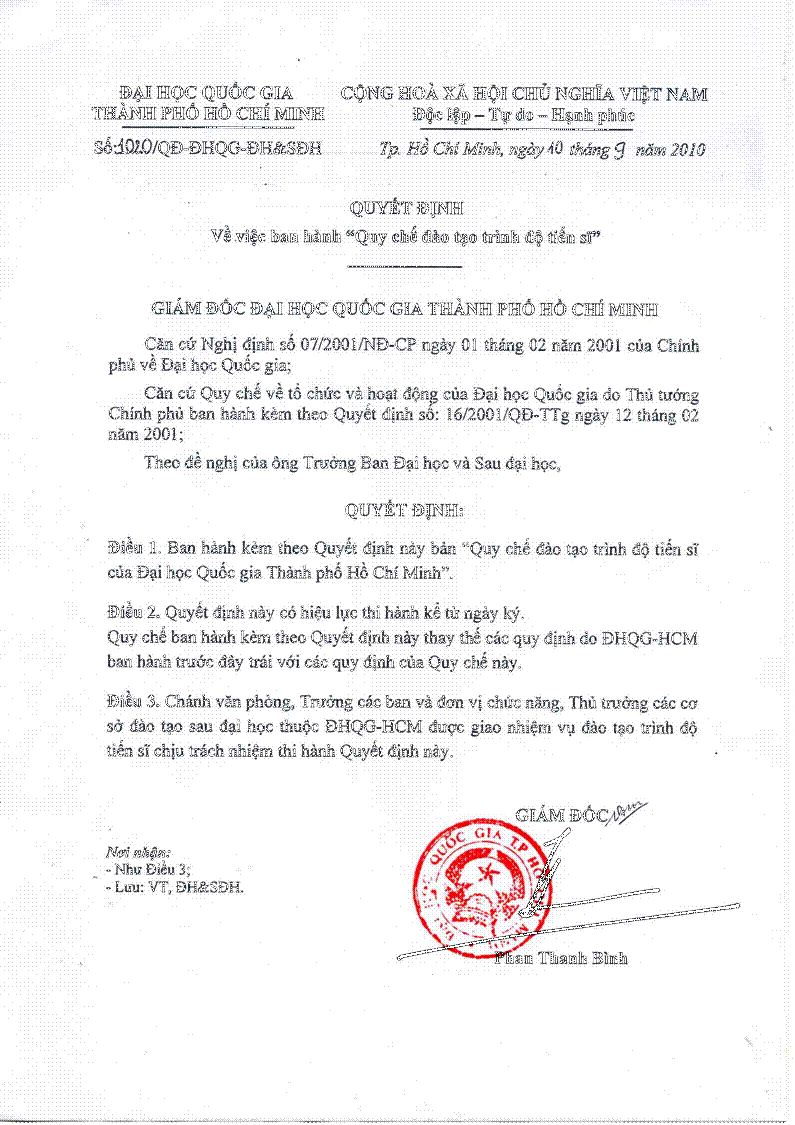 ĐẠI HỌC QUỐC GIA
THÀNH PHỐ HỒ CHÍ MINH
CỘNG HOÀ XÃ HỘI CHỦ NGHĨA VIỆT NAM
Độc lập – Tự do – Hạnh phúc
Số:1020/QĐ-ĐHQG-ĐH&SĐH
Tp. Hồ Chí Minh, ngày 10 tháng 9 năm 2010
QUYẾT ĐỊNH
Về việc ban hành “Quy chế đào tạo trình độ tiến sĩ”
GIÁM ĐỐC ĐẠI HỌC QUỐC GIA THÀNH PHỐ HỒ CHÍ MINH
Căn cứ Nghị định số 07/2001/NĐ-CP ngày 01 tháng 02 năm 2001 của Chính
phủ về Đại học Quốc gia;
Căn cứ Quy chế về tổ chức và hoạt động của Đại học Quốc gia do Thủ tướng
Chính phủ ban hành kèm theo Quyết định số: 16/2001/QĐ-TTg ngày 12 tháng 02
năm 2001;
Theo đề nghị của ông Trưởng Ban Đại học và Sau đại học,
QUYẾT ĐỊNH:
Điều 1. Ban hành kèm theo Quyết định này bản “Quy chế đào tạo trình độ tiến sĩ
của Đại học Quốc gia Thành phố Hồ Chí Minh”.
Điều 2. Quyết định này có hiệu lực thi hành kể từ ngày ký.
Quy chế ban hành kèm theo Quyết định này thay thế các quy định do ĐHQG-HCM
ban hành trước đây trái với các quy định của Quy chế này.
Điều 3. Chánh văn phòng, Trưởng các ban và đơn vị chức năng, Thủ trưởng các cơ
sở đào tạo sau đại học thuộc ĐHQG-HCM được giao nhiệm vụ đào tạo trình độ
tiến sĩ chịu trách nhiệm thi hành Quyết định này.
GIÁM ĐỐC
Nơi nhận:
- Như Điều 3;
- Lưu: VT, ĐH&SĐH.
QUỐC GIA T.P HỒ
Phan Thanh Bình